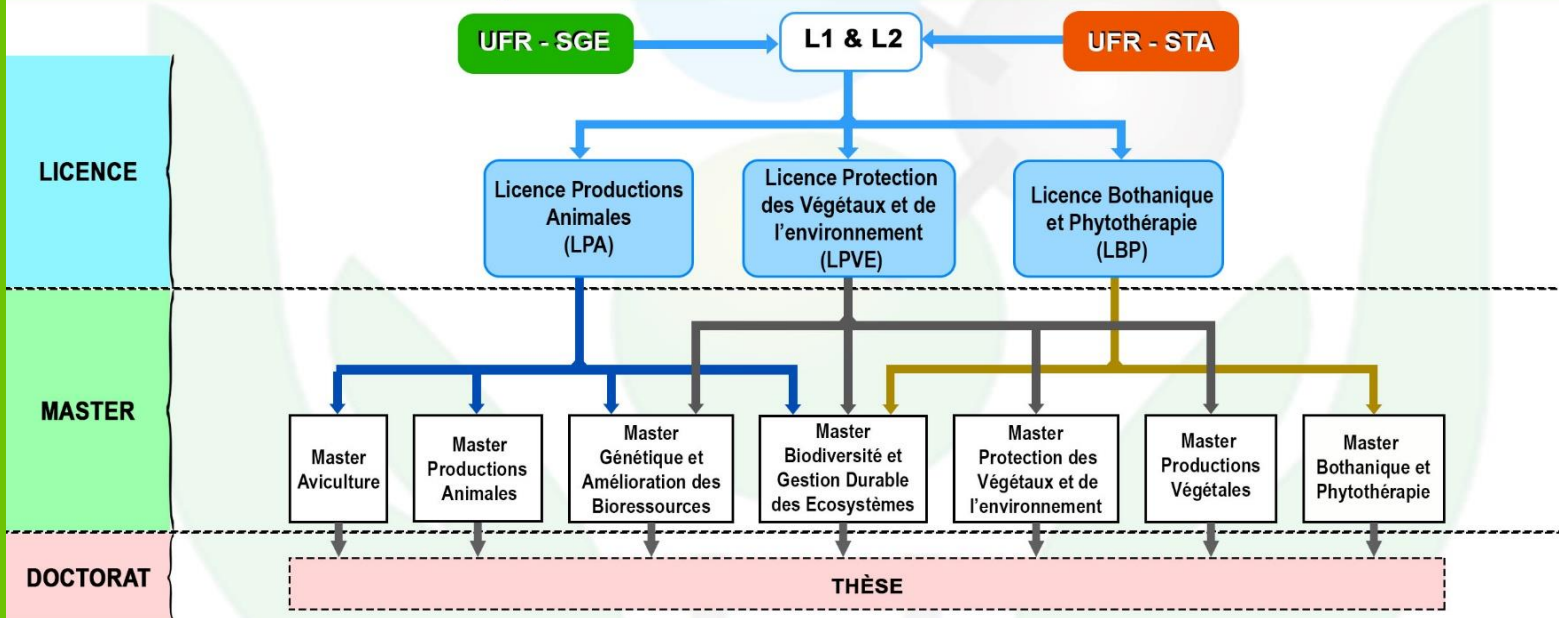 UFR - SGE
L1 & L2
UFR - STA
LICENCE
Licence Productions
Animales
(LPA)
Licence Protection
des Végétaux et de
l'environnement
(LPVE)
Licence Bothanique
et Phytothérapie
(LBP)
MASTER
Master
Aviculture
Master
Productions
Animales
Master
Génétique et
Amélioration des
Bioressources
Master
Biodiversité et
Gestion Durable
des Ecosystèmes
Master
Protection des
Végétaux et de
l'environnement
Master
Productions
Végétales
Master
Bothanique et
Phytothérapie
DOCTORAT
THÈSE